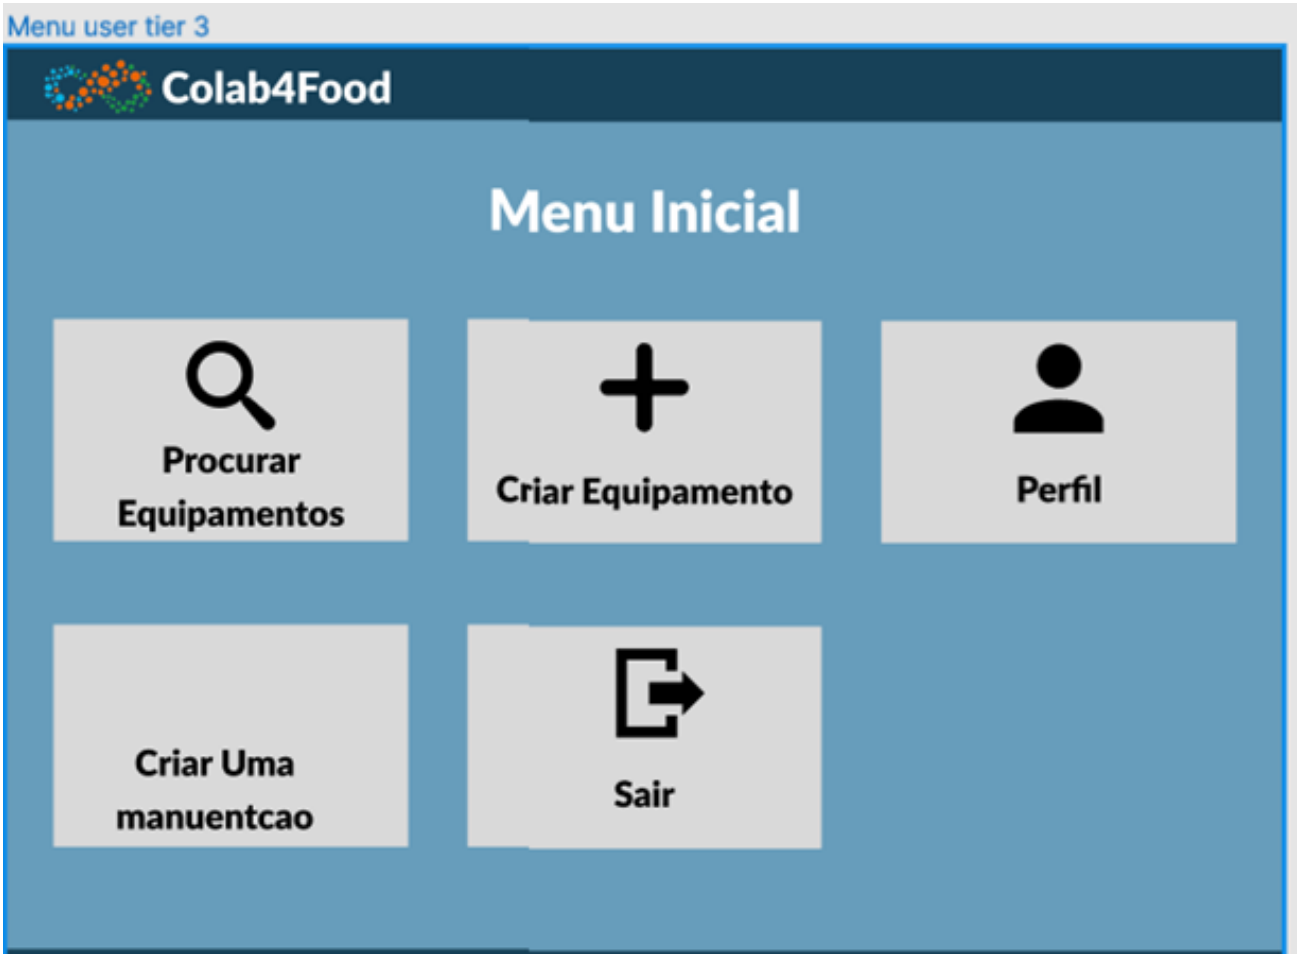 Menu user tier 3
Colab4Food
Menu Inicial
Procurar
Equipamentos
Criar Equipamento
Perfil
Criar Uma
manuentcao
Sair